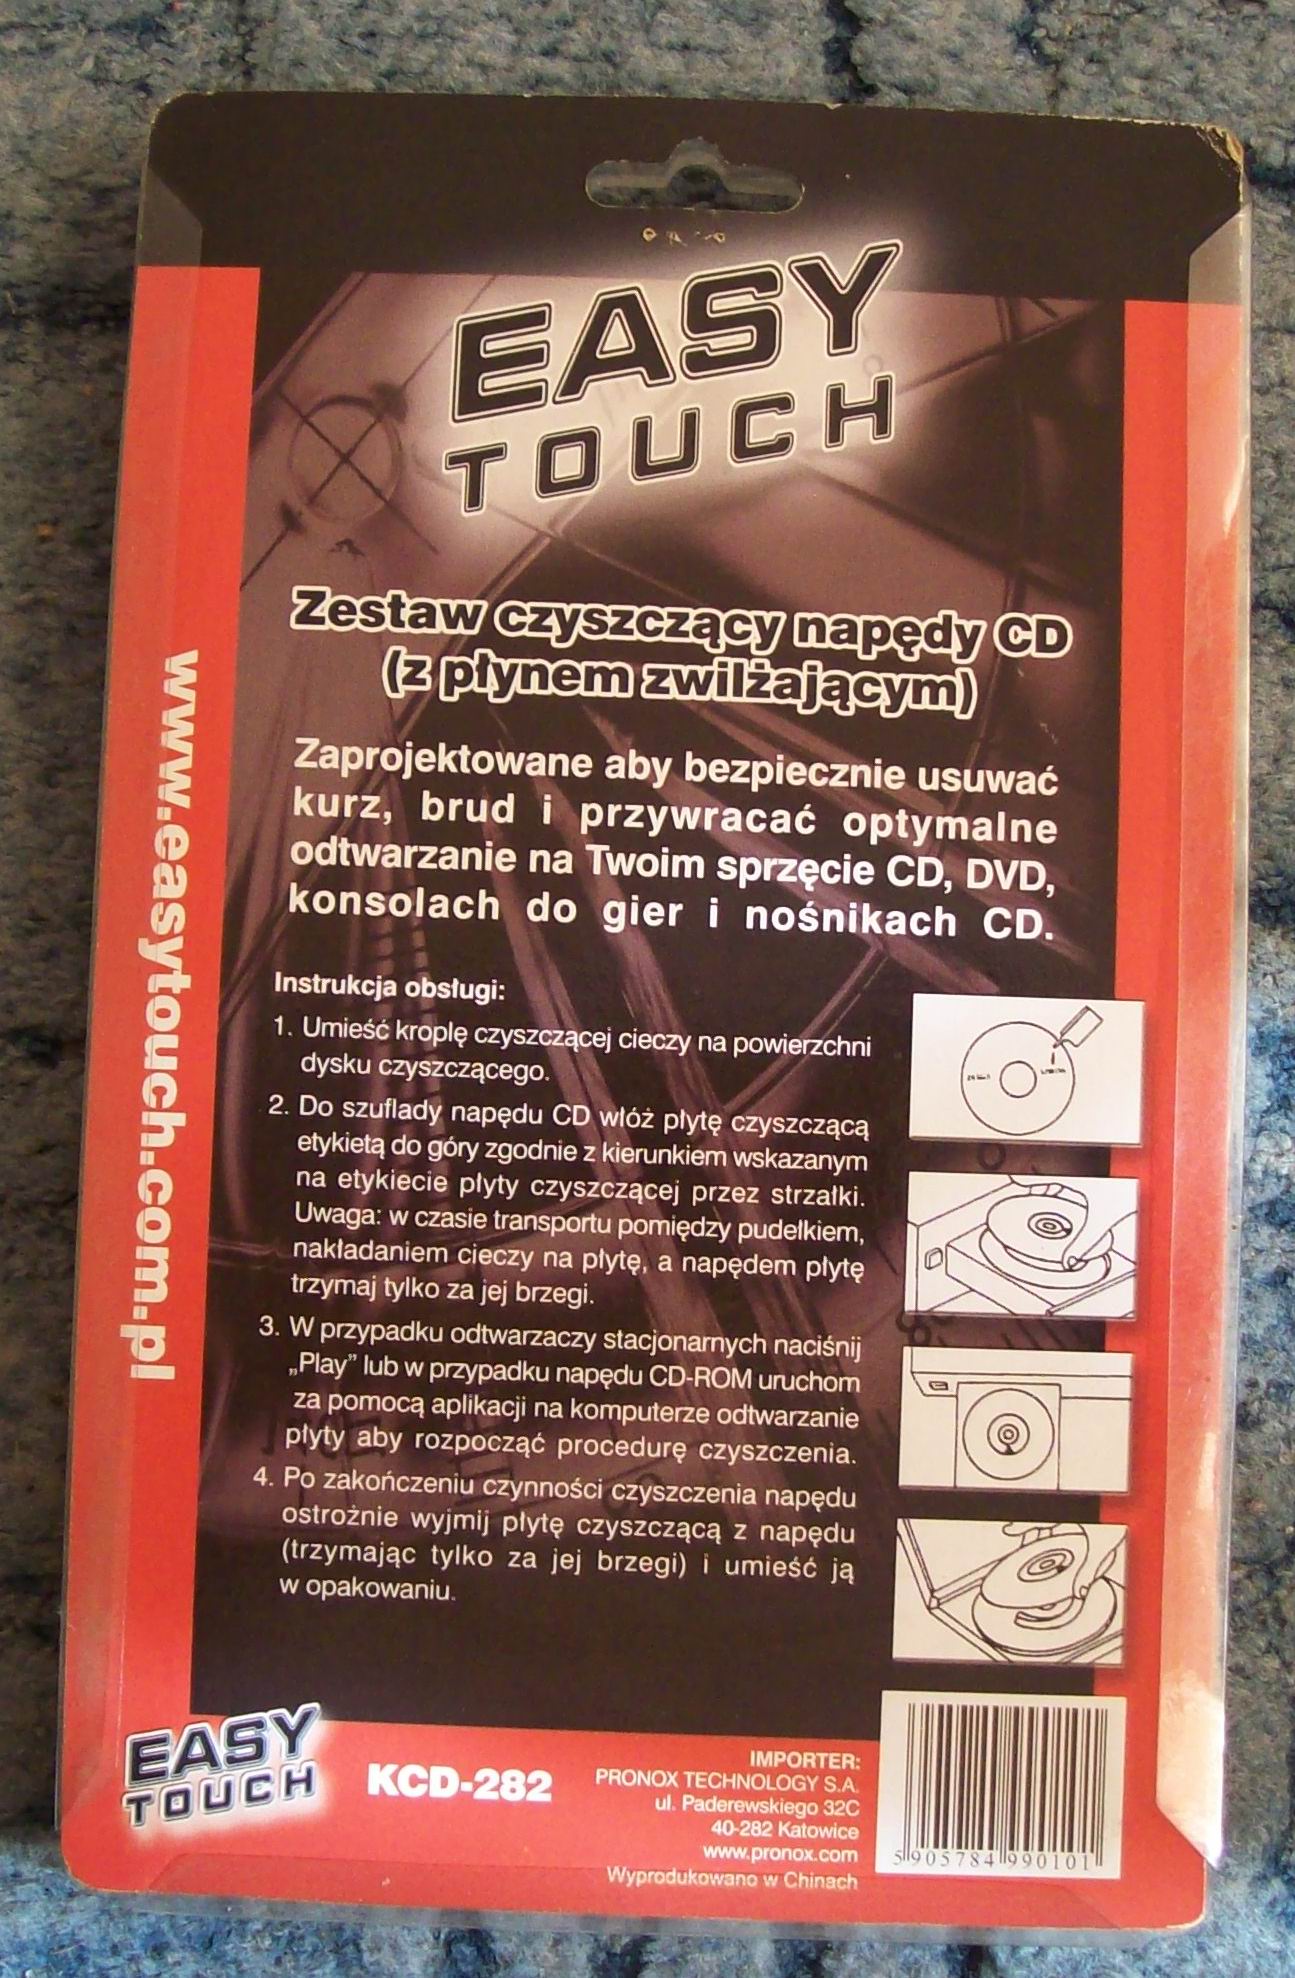 EASY
TOUCH
Zestaw czyszczący napędy CD
(z płynem zwilżającym)
Zaprojektowane aby bezpiecznie usuwać
kurz, brud i przywracać optymalne
odtwarzanie na Twoim sprzęcie CD, DVD,
konsolach do gier i nośnikach CD.
Instrukcja obsługi:
1. Umieść kroplę czyszczącej cieczy na powierzchni
dysku czyszczącego.
2. Do szuflady napędu CD włóż płytę czyszczącą
etykietą do góry zgodnie z kierunkiem wskazanym
na etykiecie płyty czyszczącej przez strzałki.
Uwaga: w czasie transportu pomiędzy pudełkiem,
nakładaniem cieczy na płytę, a napędem płytę
trzymaj tylko za jej brzegi.
3. W przypadku odtwarzaczy stacjonarnych naciśnij
„Play” lub w przypadku napędu CD-ROM uruchom
za pomocą aplikacji na komputerze odtwarzanie
płyty aby rozpocząć procedurę czyszczenia.
4. Po zakończeniu czynności czyszczenia napędu
ostrożnie wyjmij płytę czyszczącą z napędu
(trzymając tylko za jej brzegi) i umieść ją
w opakowaniu.
www.easytouch.com.pl
EASY
TOUCH
KCD-282
IMPORTER:
PRONOX TECHNOLOGY S.A.
ul. Paderewskiego 32C
40-282 Katowice
www.pronox.com
Wyprodukowano w Chinach
5 905784 990101